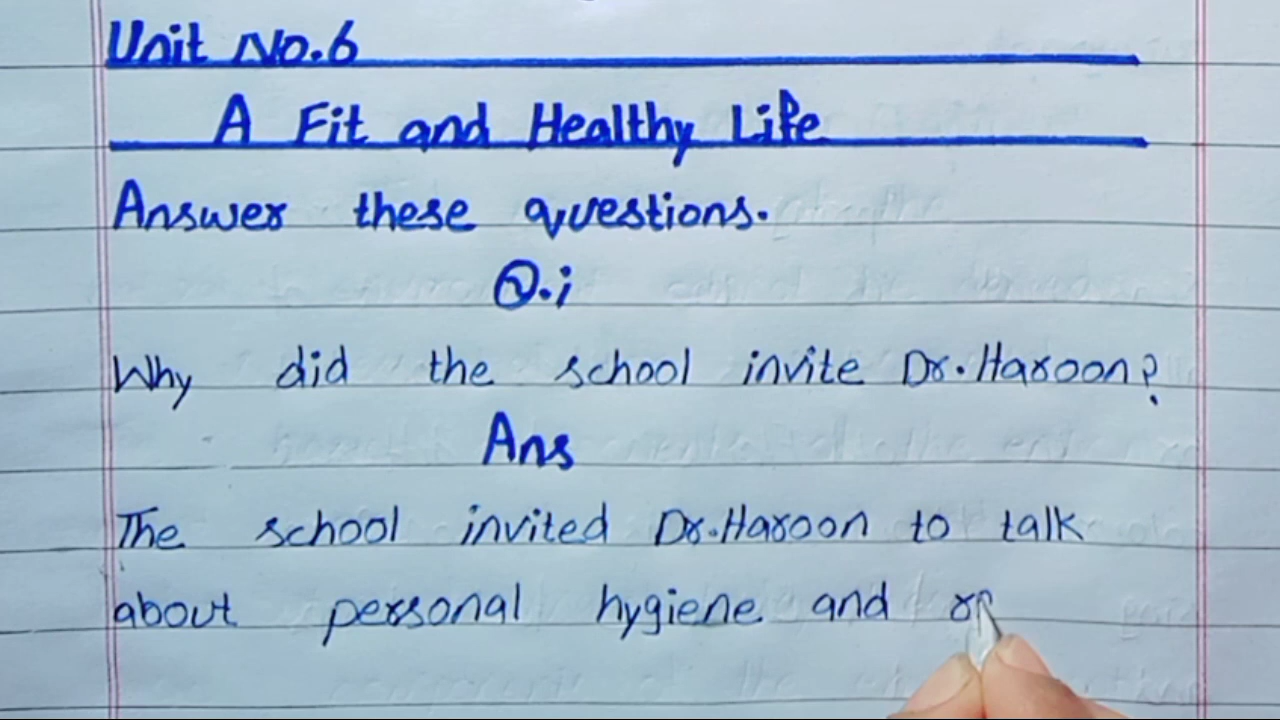 Unit No.6
A Fit and Healthy Life
Answer these questions.
Q.i
Why did the school invite Dr.Haroon?
Ans
The school invited Dr.Haroon to talk
about personal hygiene and